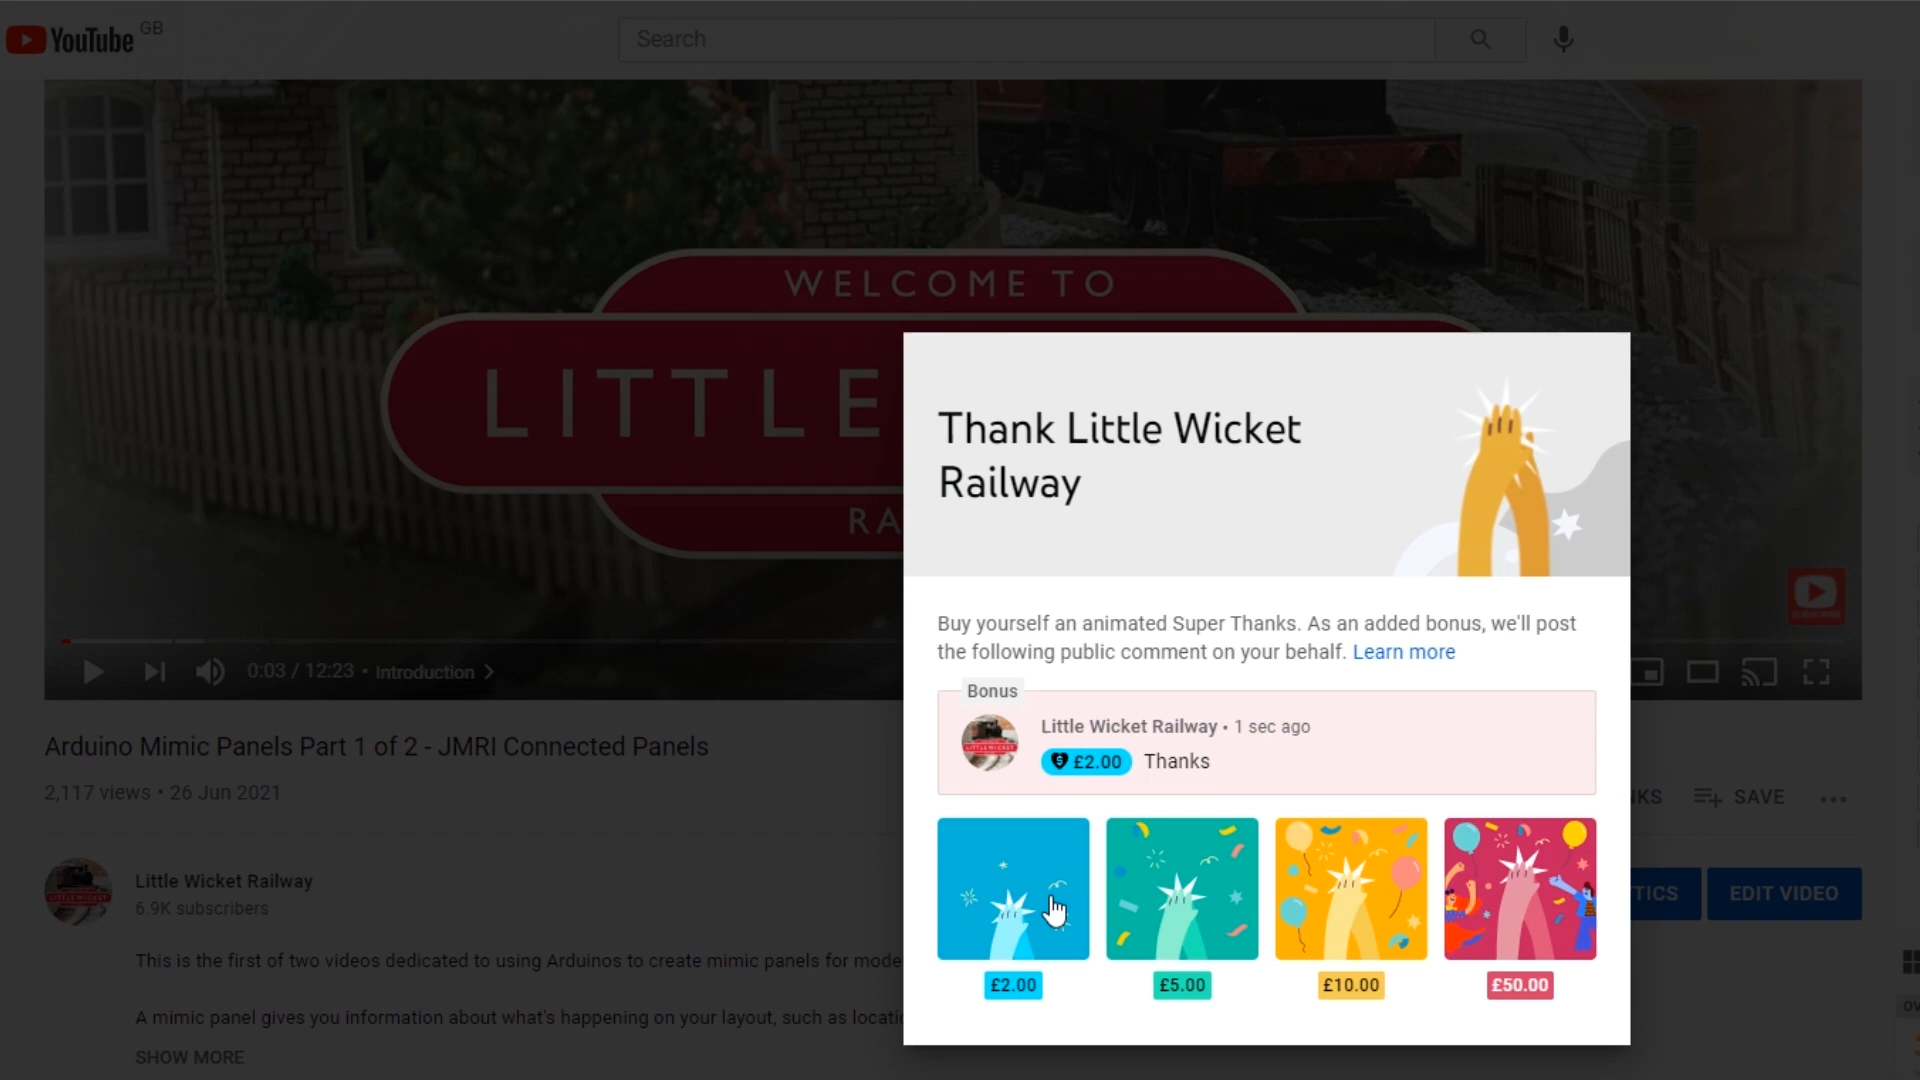 YouTube GB
Search
WELCOME TO
LITTLE
RA
Thank Little Wicket
Railway
Buy yourself an animated Super Thanks. As an added bonus, we'll post
the following public comment on your behalf. Learn more
Bonus
Little Wicket Railway • 1 sec ago
£2.00 Thanks
£2.00
£5.00
£10.00
£50.00
0:03 / 12:23 • Introduction
Arduino Mimic Panels Part 1 of 2 - JMRI Connected Panels
2,117 views • 26 Jun 2021
KS
SAVE
Little Wicket Railway
6.9K subscribers
TICS
EDIT VIDEO
This is the first of two videos dedicated to using Arduinos to create mimic panels for mode
A mimic panel gives you information about what's happening on your layout, such as locati
SHOW MORE